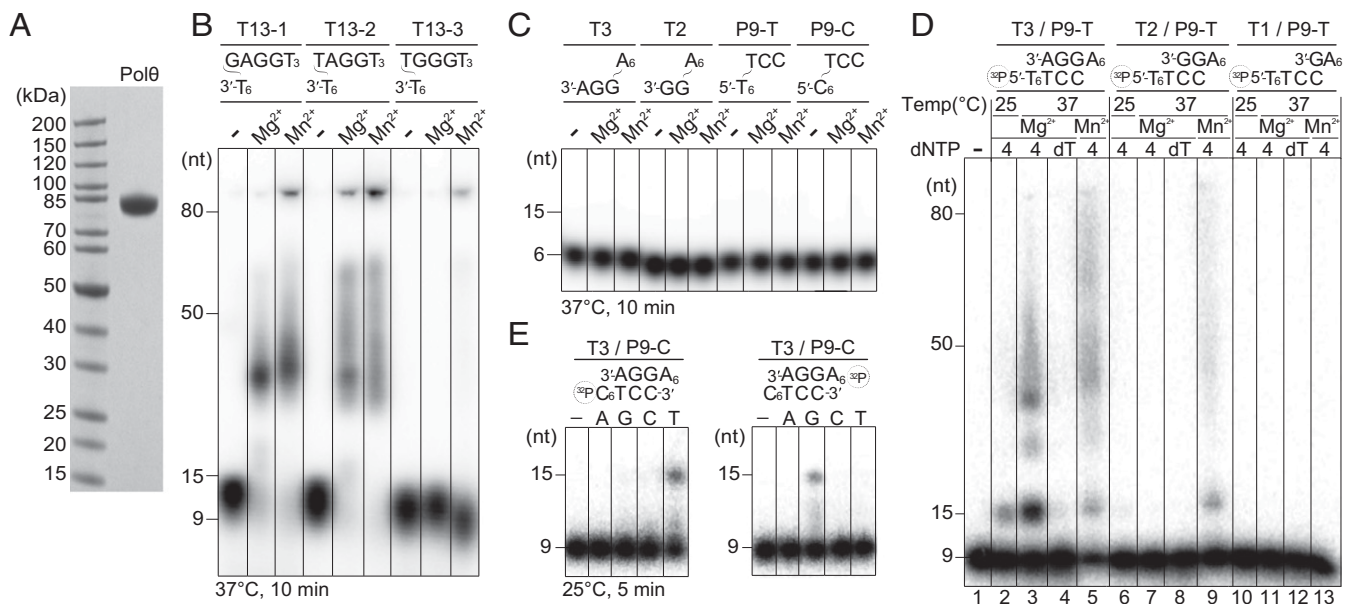 A
Polθ
(kDa)
200
150
120
100
85
70
60
50
40
30
25
20
15
B
T13-1 T13-2 T13-3
GAGGT₃ TAGGT₃ TGGGT₃
3′-T₆ 3′-T₆ 3′-T₆
- Mg²⁺ Mn²⁺ - Mg²⁺ Mn²⁺ - Mg²⁺ Mn²⁺
(nt)
80
50
15
9
37°C, 10 min
C
T3 T2 P9-T P9-C
A₆ A₆ TCC TCC
3′-AGG 3′-GG 5′-T₆ 5′-C₆
- Mg²⁺ Mn²⁺ - Mg²⁺ Mn²⁺ - Mg²⁺ Mn²⁺ - Mg²⁺ Mn²⁺
(nt)
15
6
37°C, 10 min
E
T3 / P9-C
3′-AGGA₆
³²P C₆TCC-3′
– A G C T
(nt)
15
9
25°C, 5 min
T3 / P9-C
3′-AGGA₆ ³²P
C₆TCC-3′
– A G C T
(nt)
15
9
D
T3 / P9-T T2 / P9-T T1 / P9-T
3′-AGGA₆ 3′-GGA₆ 3′-GA₆
³²P 5′-T₆TCC ³²P 5′-T₆TCC ³²P 5′-T₆TCC
Temp(°C) 25 37 25 37 25 37
Mg²⁺ Mn²⁺ Mg²⁺ Mn²⁺ Mg²⁺ Mn²⁺
dNTP – 4 4 dT 4 4 4 dT 4 4 4 dT 4
(nt)
80
50
15
9
1 2 3 4 5 6 7 8 9 10 11 12 13